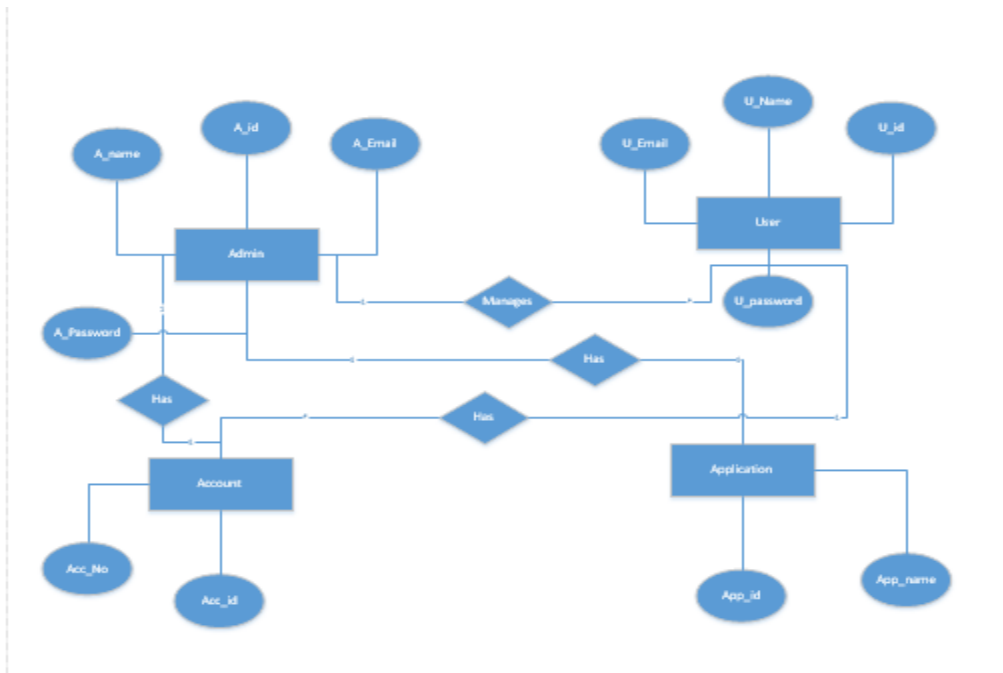 U_Name
A_id
U_id
A_Email
U_Email
A_name
User
Admin
Manages
U_password
A_Password
Has
Has
Has
Application
Account
Acc_No
App_name
App_id
Acc_id